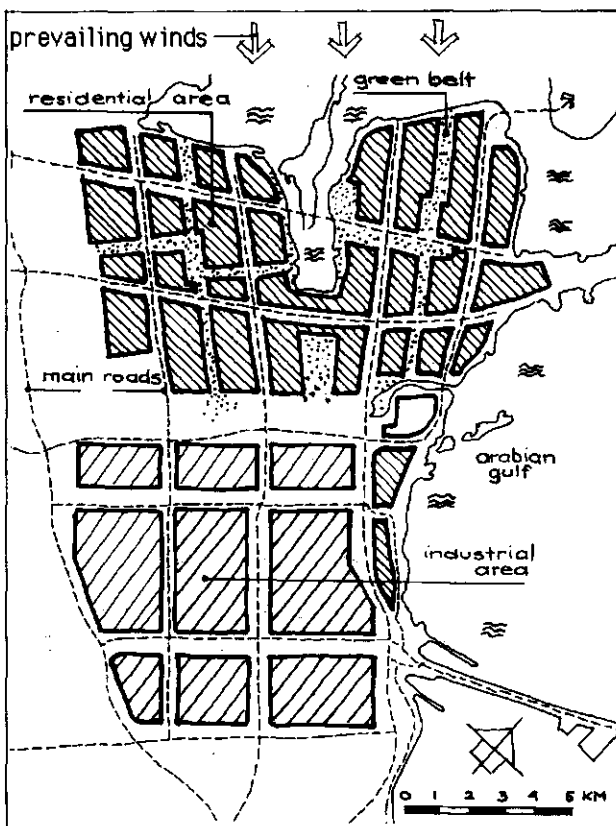 prevailing winds
green belt
residential area
main roads
arabian
gulf
industrial
area
0 1 2 3 4 5 KM